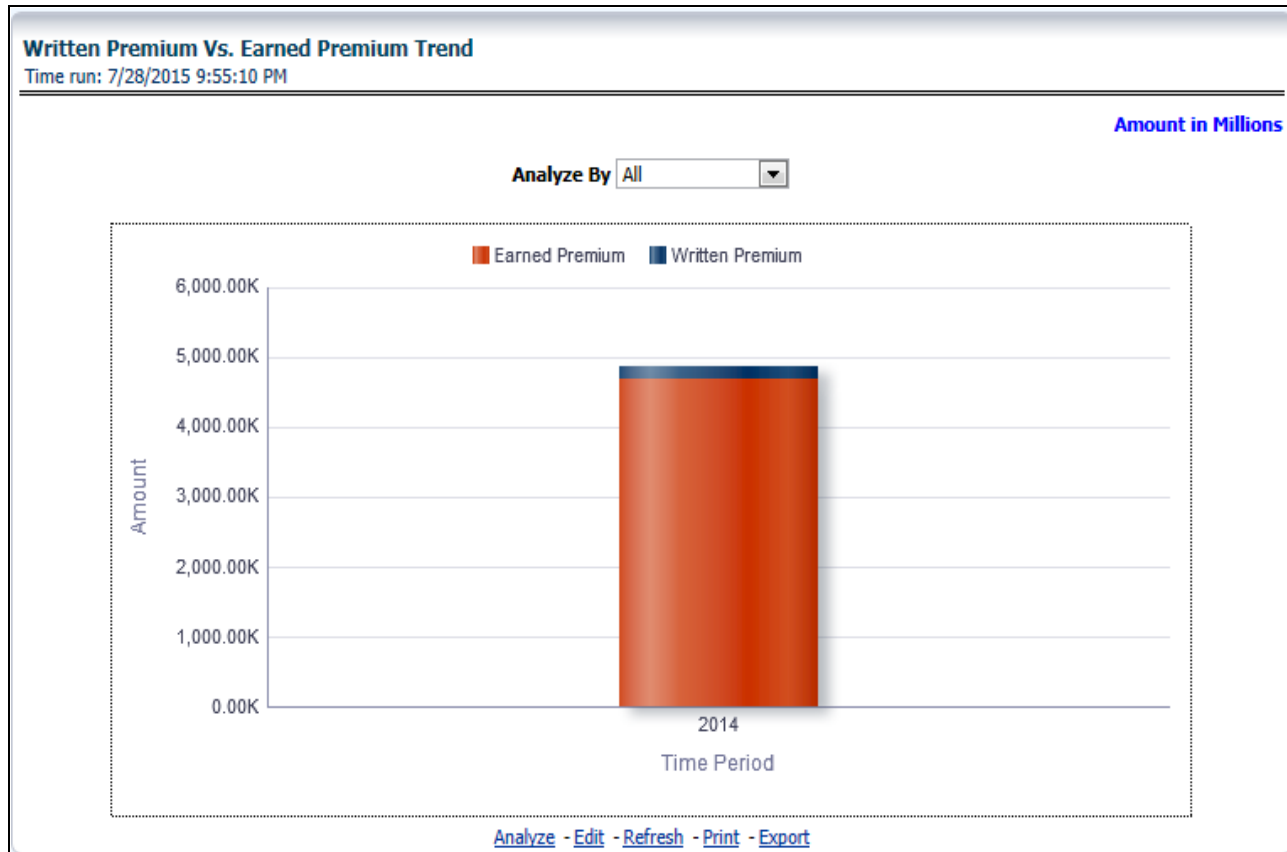 Written Premium Vs. Earned Premium Trend
Time run: 7/28/2015 9:55:10 PM
Amount in Millions
Analyze By All
Earned Premium Written Premium
6,000.00K
5,000.00K
4,000.00K
3,000.00K
2,000.00K
1,000.00K
0.00K
Amount
2014
Time Period
Analyze - Edit - Refresh - Print - Export